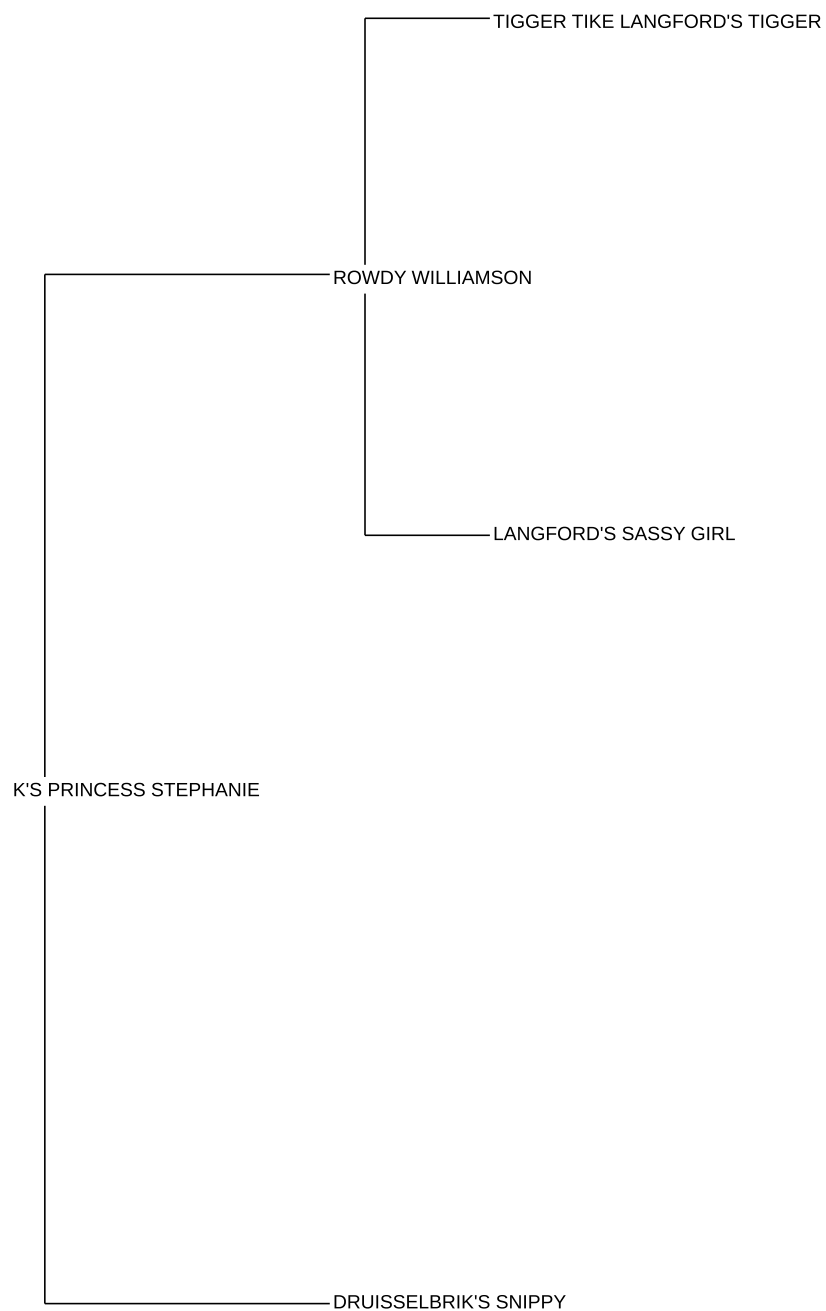 TIGGER TIKE LANGFORD'S TIGGER
ROWDY WILLIAMSON
LANGFORD'S SASSY GIRL
K'S PRINCESS STEPHANIE
DRUISSELBRIK'S SNIPPY